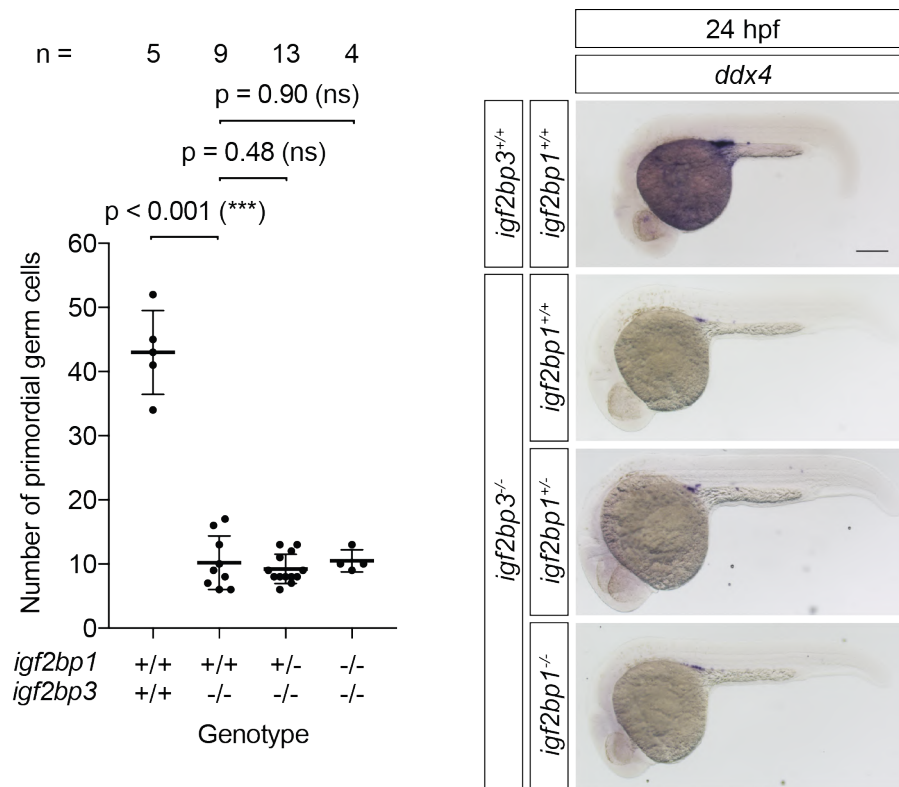 n = 5 9 13 4
p = 0.90 (ns)
p = 0.48 (ns)
p < 0.001 (***)
Number of primordial germ cells
60
50
40
30
20
10
0
igf2bp1 +/+ +/+ +/- -/-
igf2bp3 +/+ -/- -/- -/-
Genotype
24 hpf
ddx4
igf2bp3+/+
igf2bp1+/+
igf2bp3-/-
igf2bp1+/+
igf2bp1+/-
igf2bp1-/-